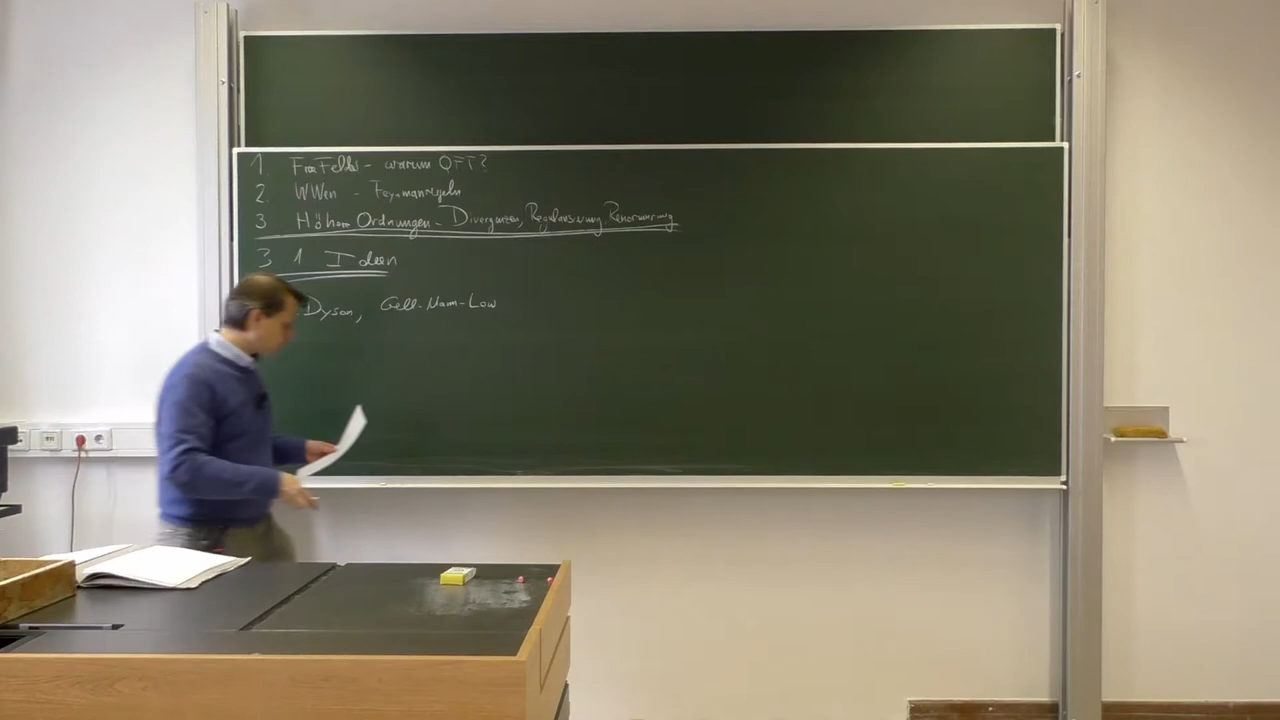 1. Freie Felder - warum QFT?
2. WWen - Feynmanregeln
3 Höhere Ordnungen - Divergenzen, Regularisierung, Renormierung
3 1 Ideen
Dyson, Gell-Mann-Low